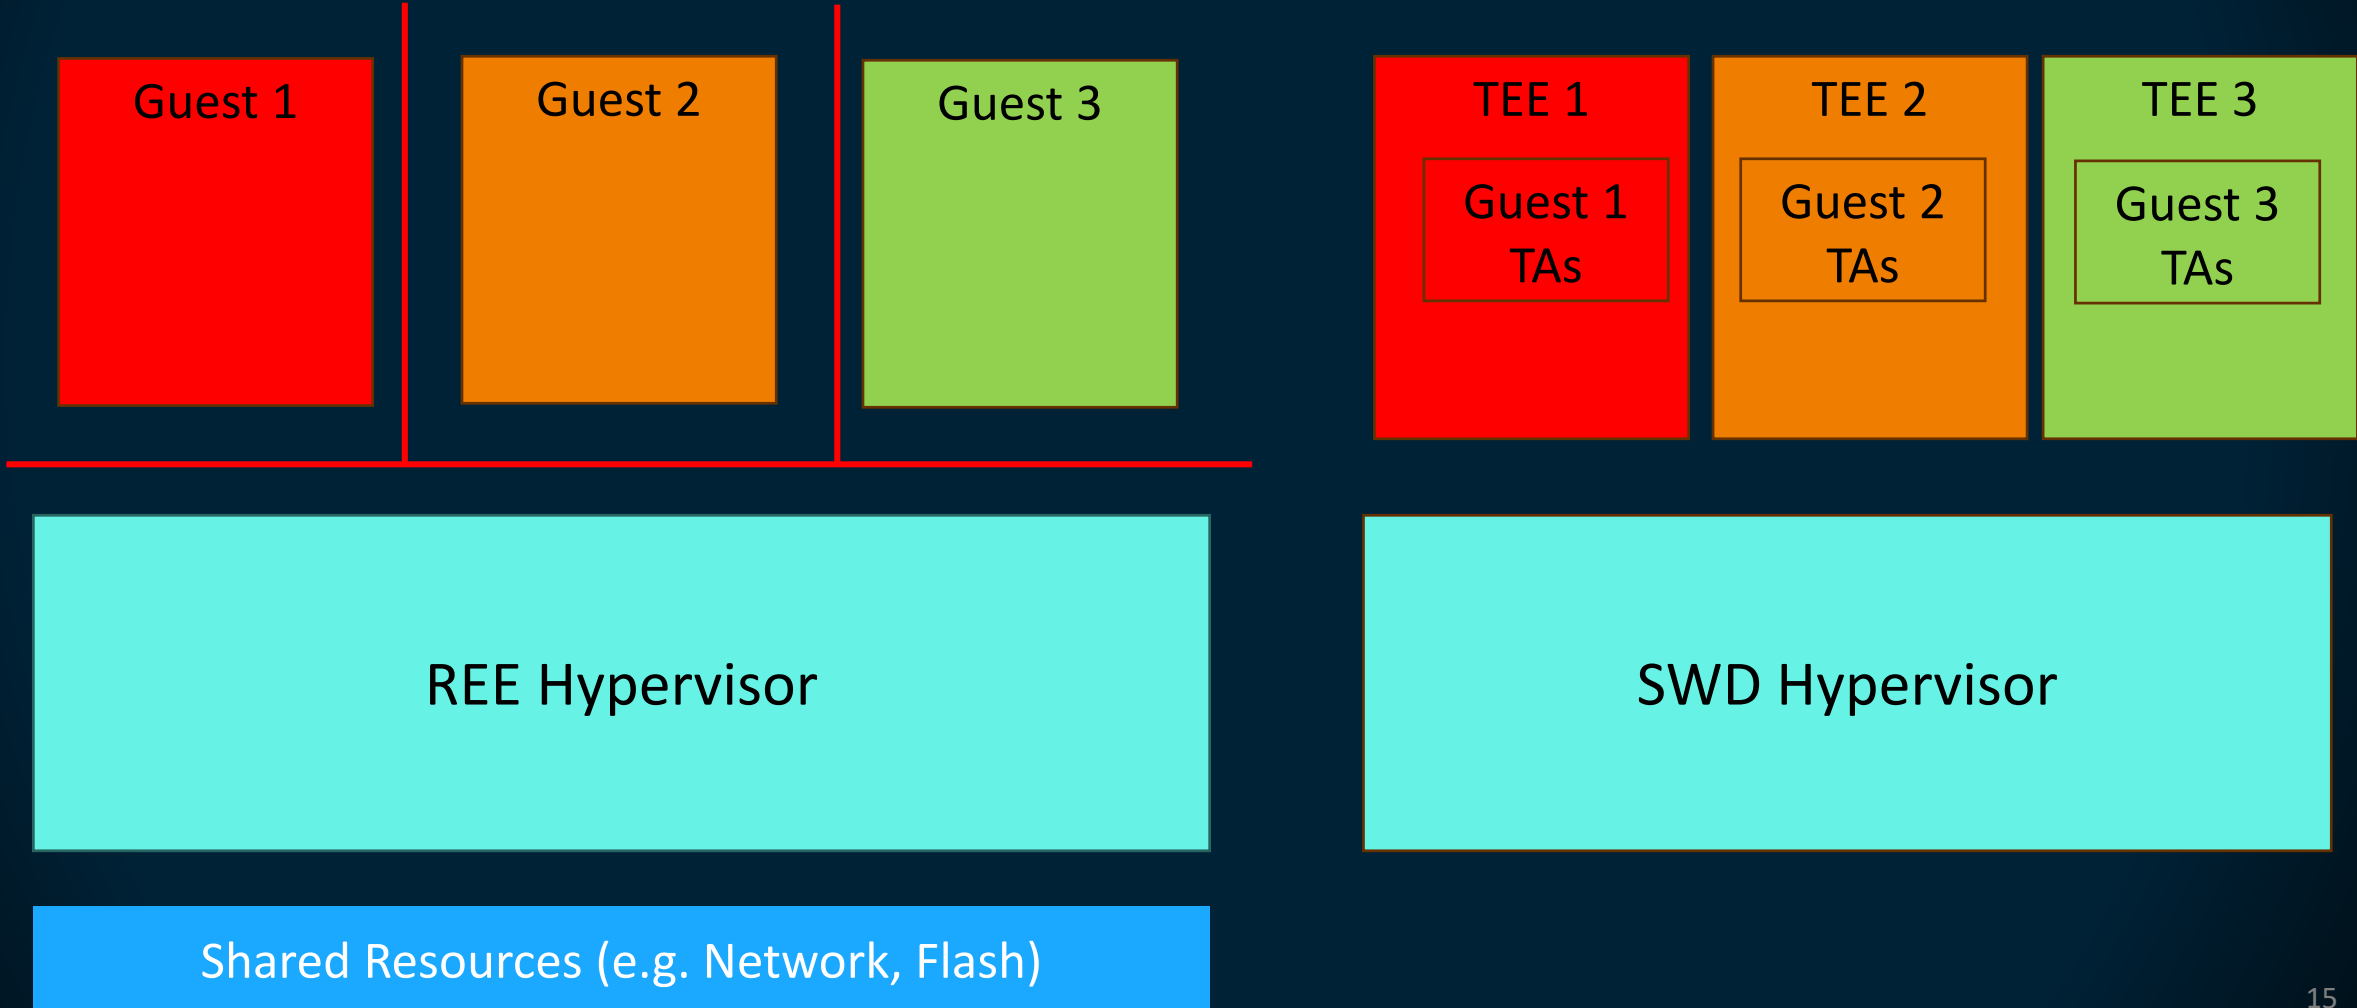 Guest 1
Guest 2
Guest 3
TEE 1
Guest 1
TAs
TEE 2
Guest 2
TAs
TEE 3
Guest 3
TAs
REE Hypervisor
SWD Hypervisor
Shared Resources (e.g. Network, Flash)
15